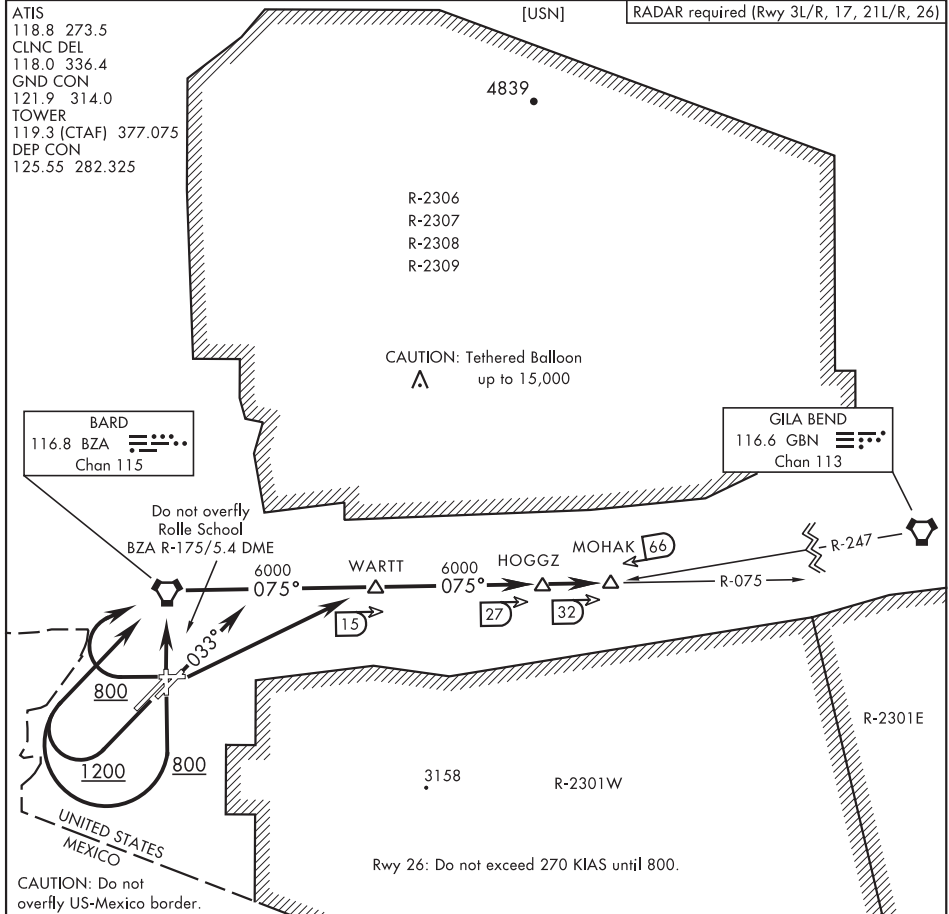 ATIS
118.8 273.5
CLNC DEL
118.0 336.4
GND CON
121.9 314.0
TOWER
119.3 (CTAF) 377.075
DEP CON
125.55 282.325
[USN]
RADAR required (Rwy 3L/R, 17, 21L/R, 26)
4839
R-2306
R-2307
R-2308
R-2309
CAUTION: Tethered Balloon
up to 15,000
BARD
116.8 BZA
Chan 115
GILA BEND
116.6 GBN
Chan 113
Do not overfly
Rolle School
BZA R-175/5.4 DME
6000
075°
WARTT
15
6000
075°
HOGGZ
27
MOHAK
66
32
R-247
R-075
033°
800
1200
800
UNITED STATES
MEXICO
CAUTION: Do not
overfly US-Mexico border.
3158
R-2301W
R-2301E
Rwy 26: Do not exceed 270 KIAS until 800.